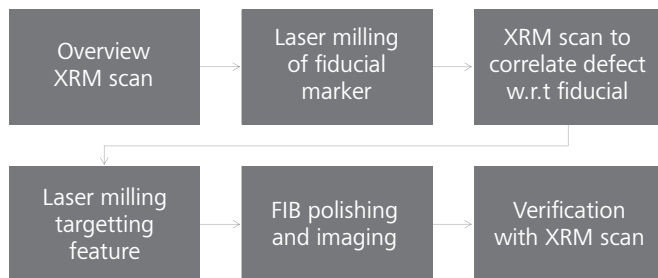 Overview
XRM scan
Laser milling
of fiducial
marker
XRM scan to
correlate defect
w.r.t fiducial
Laser milling
targetting
feature
FIB polishing
and imaging
Verification
with XRM scan